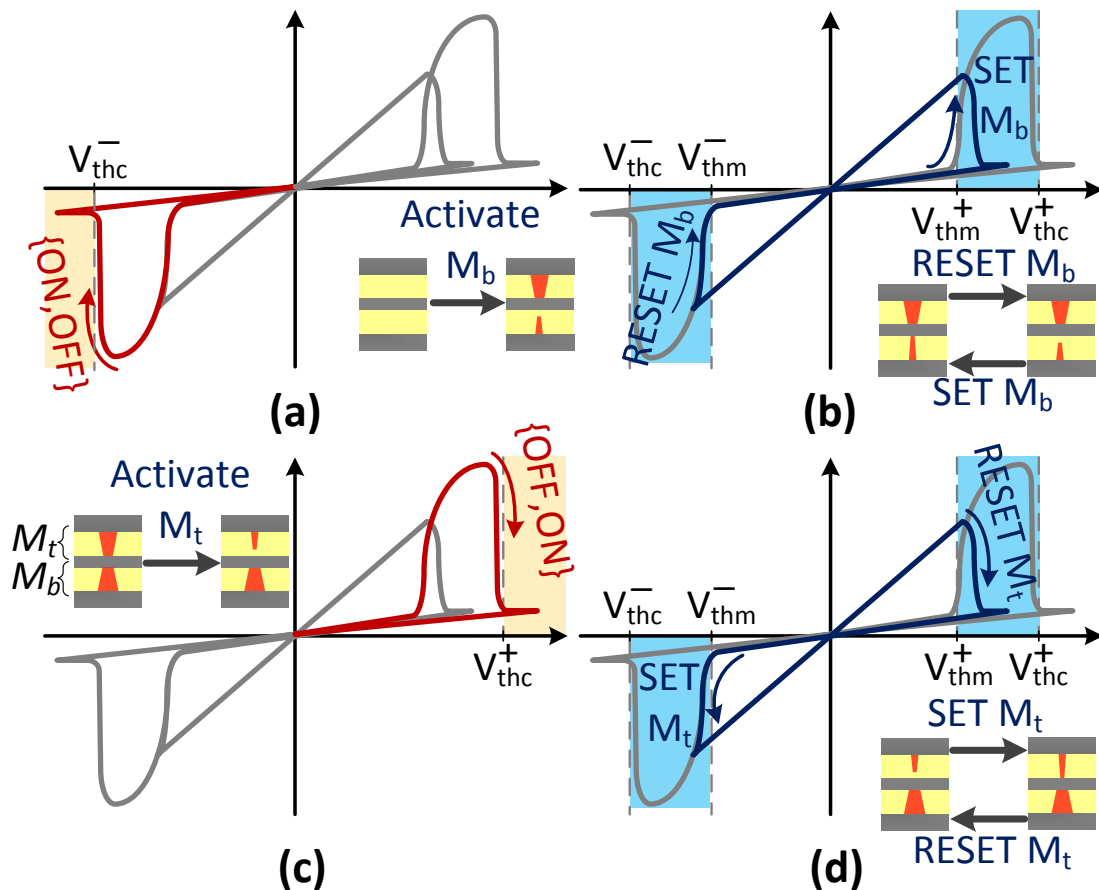 V⁻thc
{ON,OFF}
Activate
Mb
(a)
V⁻thc
V⁻thm
RESET Mb
SET
Mb
V⁺thm
V⁺thc
RESET Mb
SET Mb
(b)
Activate
Mt
Mt
Mb
{OFF,ON}
V⁺thc
(c)
V⁻thc
V⁻thm
SET
Mt
RESET Mt
V⁺thm
V⁺thc
SET Mt
RESET Mt
(d)